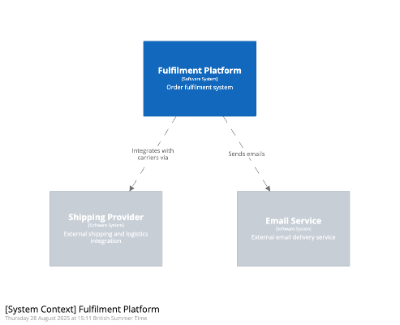 Fulfilment Platform
[Software System]
Order fulfilment system
Integrates with
carriers via
Sends emails
Shipping Provider
[Software System]
External shipping and logistics
integration
Email Service
[Software System]
External email delivery service
[System Context] Fulfilment Platform
Thursday 28 August 2025 at 15:11 British Summer Time